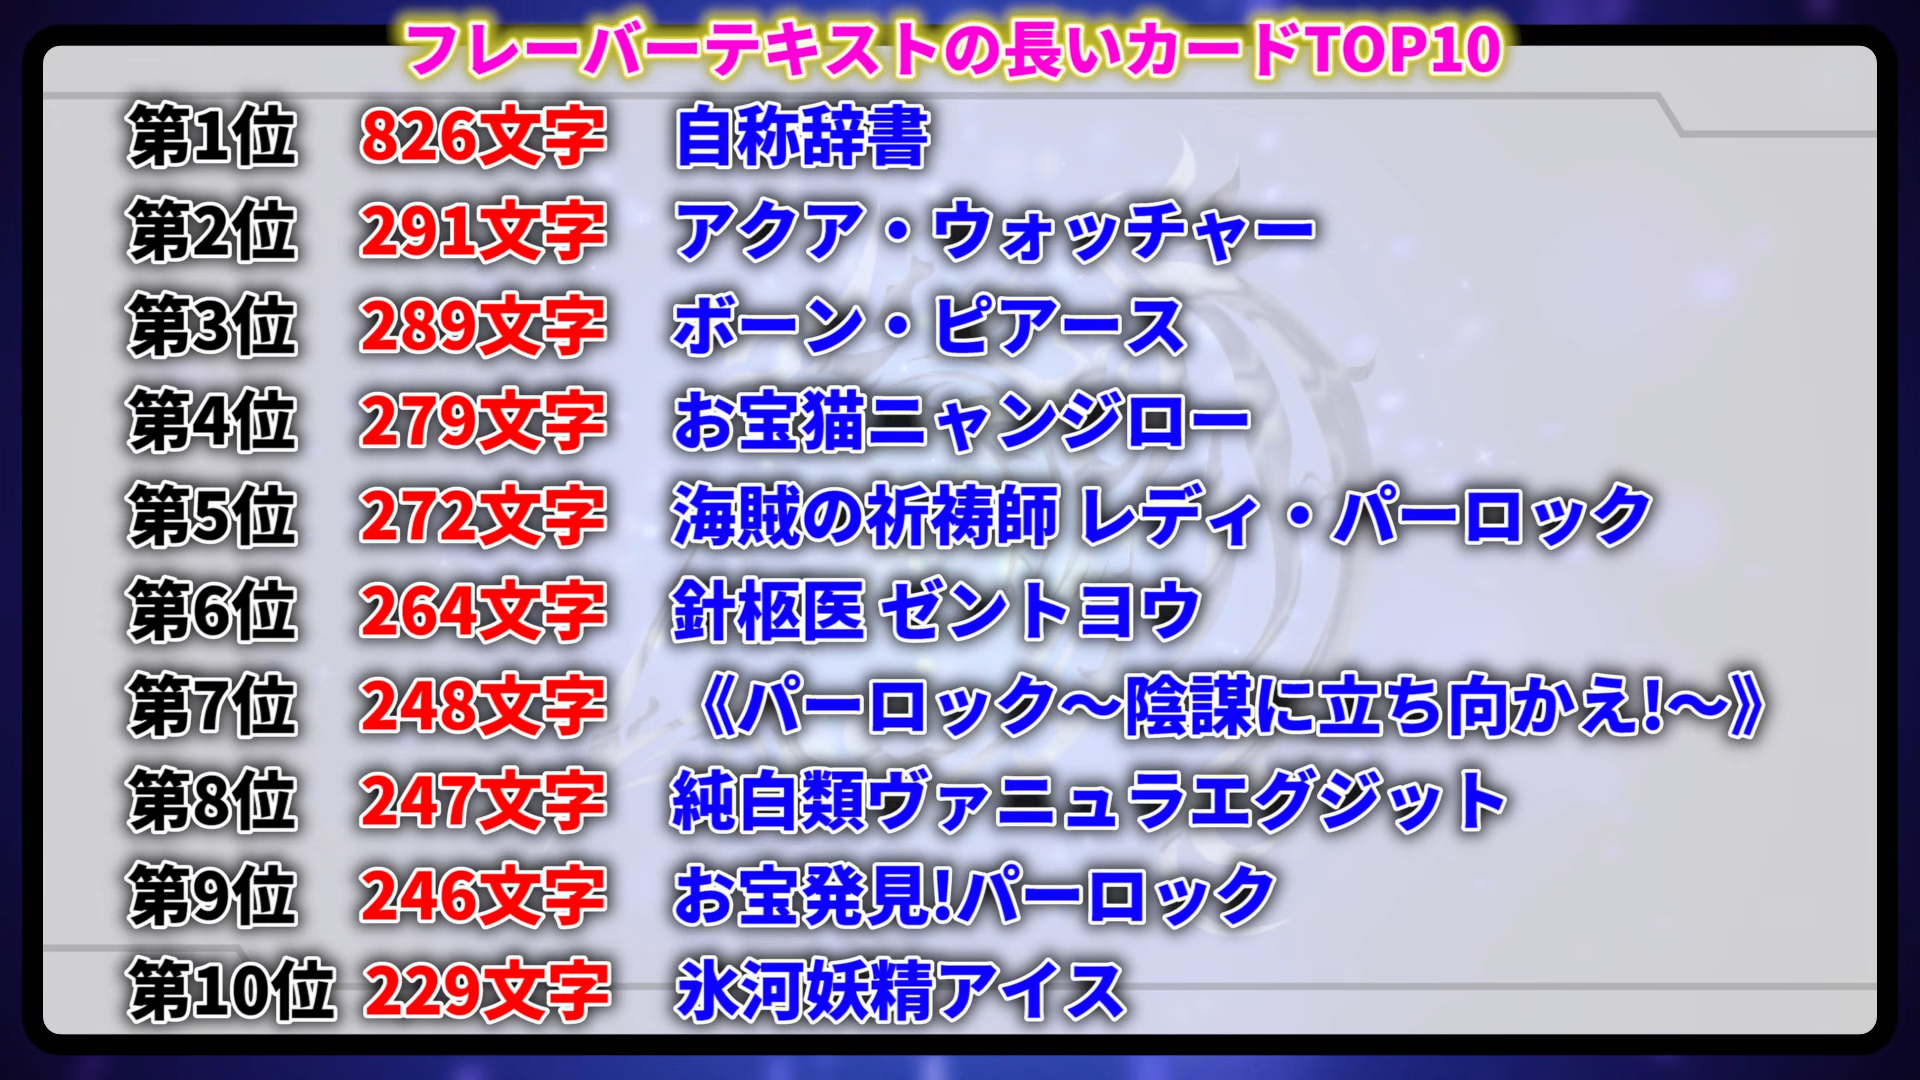 フレーバーテキストの長いカードTOP10
第1位 826文字 自称辞書
第2位 291文字 アクア・ウォッチャー
第3位 289文字 ボーン・ピアース
第4位 279文字 お宝猫ニャンジロー
第5位 272文字 海賊の祈祷師 レディ・パーロック
第6位 264文字 針柩医 ゼントヨウ
第7位 248文字 《パーロック～陰謀に立ち向かえ!～》
第8位 247文字 純白類ヴァニュラエグジット
第9位 246文字 お宝発見!パーロック
第10位 229文字 氷河妖精アイス